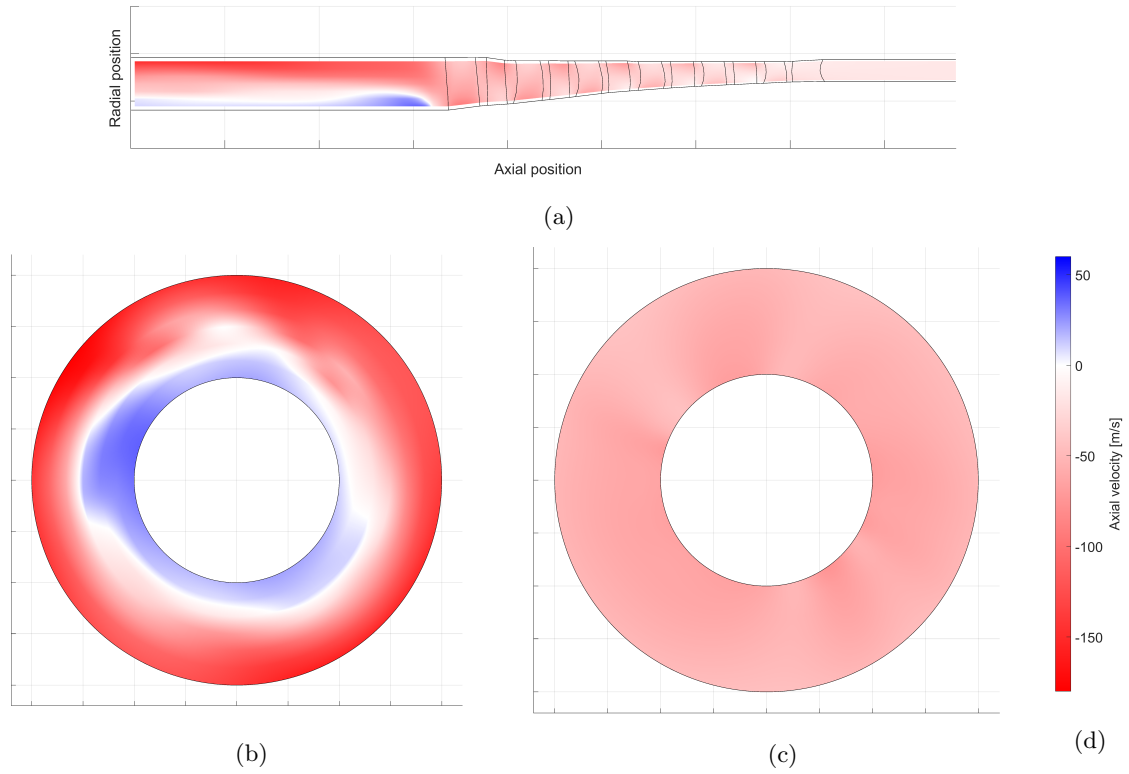 Radial position
Axial position
(a)
50
0
-50
-100
-150
Axial velocity [m/s]
(b)
(c)
(d)